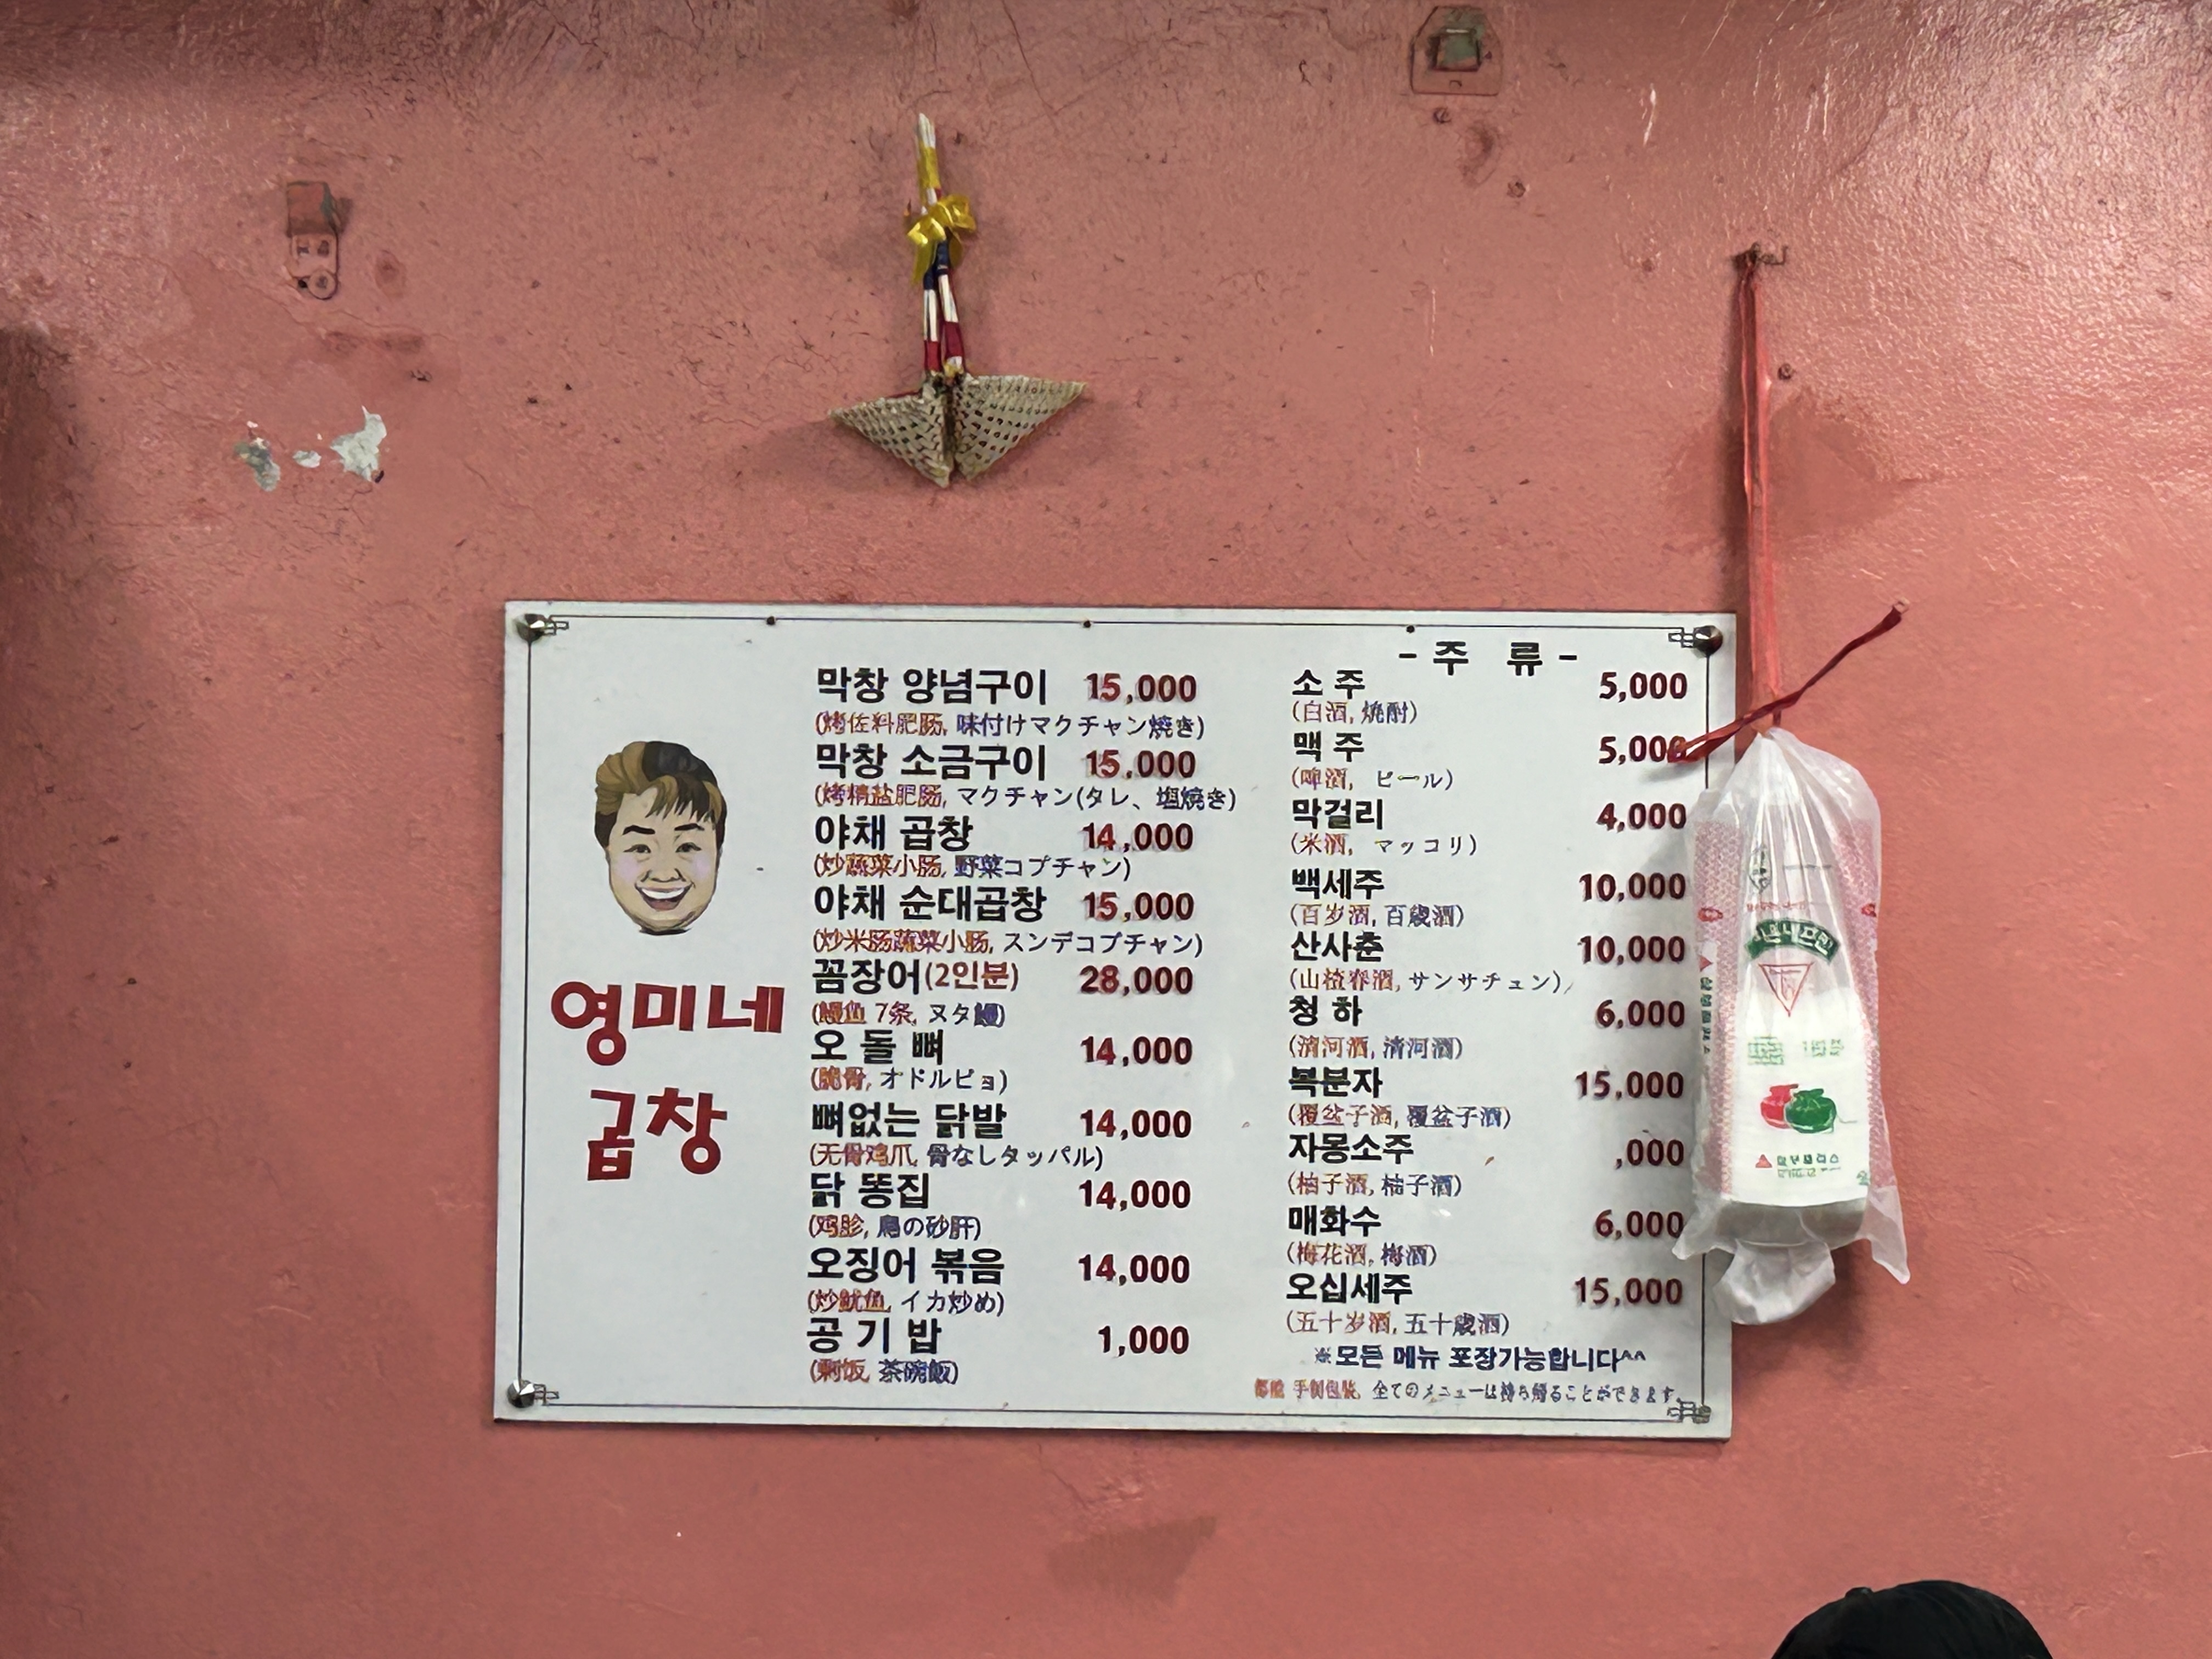 영미네
곱창
막창 양념구이 15,000
(烤佐料肥肠, 味付けマクチャン焼き)
막창 소금구이 15,000
(烤精盐肥肠, マクチャン(タレ、塩焼き)
야채 곱창 14,000
(炒蔬菜小肠, 野菜コプチャン)
야채 순대곱창 15,000
(炒米肠蔬菜小肠, スンデコプチャン)
꼼장어(2인분) 28,000
(鳗鱼 7条, ヌタ鰻)
오 돌 뼈 14,000
(脆骨, オドルピョ)
뼈없는 닭발 14,000
(无骨鸡爪, 骨なしタッパル)
닭 똥집 14,000
(鸡胗, 鳥の砂肝)
오징어 볶음 14,000
(炒鱿鱼, イカ炒め)
공 기 밥 1,000
(剩饭, 茶碗飯)
- 주 류 -
소 주 5,000
(白酒, 焼酎)
맥 주 5,000
(啤酒, ビール)
막걸리 4,000
(米酒, マッコリ)
백세주 10,000
(百岁酒, 百歳酒)
산사춘 10,000
(山楂春酒, サンサチュン)
청 하 6,000
(清河酒, 清河酒)
복분자 15,000
(覆盆子酒, 覆盆子酒)
자몽소주 ,000
(柚子酒, 柚子酒)
매화수 6,000
(梅花酒, 梅酒)
오십세주 15,000
(五十岁酒, 五十歳酒)
※모든 메뉴 포장가능합니다^^
全てのメニューは持ち帰ることができます。